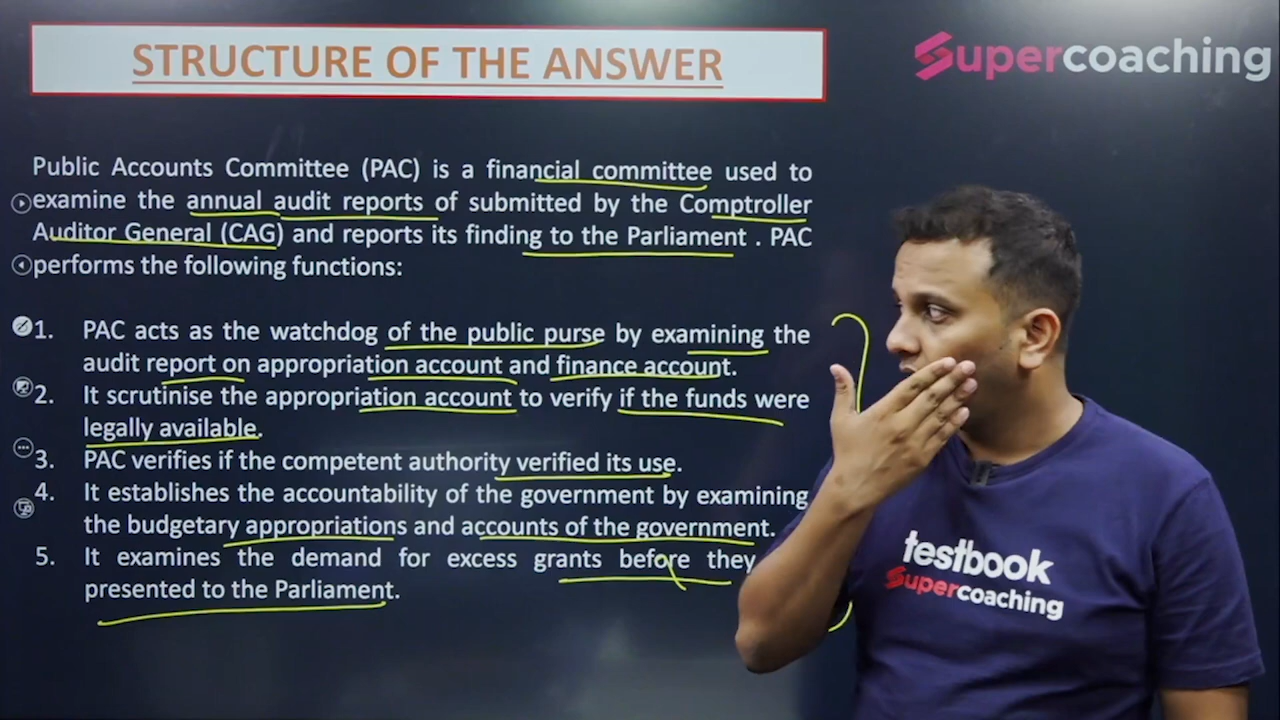 STRUCTURE OF THE ANSWER
Supercoaching
Public Accounts Committee (PAC) is a financial committee used to
examine the annual audit reports of submitted by the Comptroller
Auditor General (CAG) and reports its finding to the Parliament . PAC
performs the following functions:
1. PAC acts as the watchdog of the public purse by examining the
audit report on appropriation account and finance account.
2. It scrutinise the appropriation account to verify if the funds were
legally available.
3. PAC verifies if the competent authority verified its use.
4. It establishes the accountability of the government by examining
the budgetary appropriations and accounts of the government.
5. It examines the demand for excess grants before they
presented to the Parliament.
testbook
Supercoaching